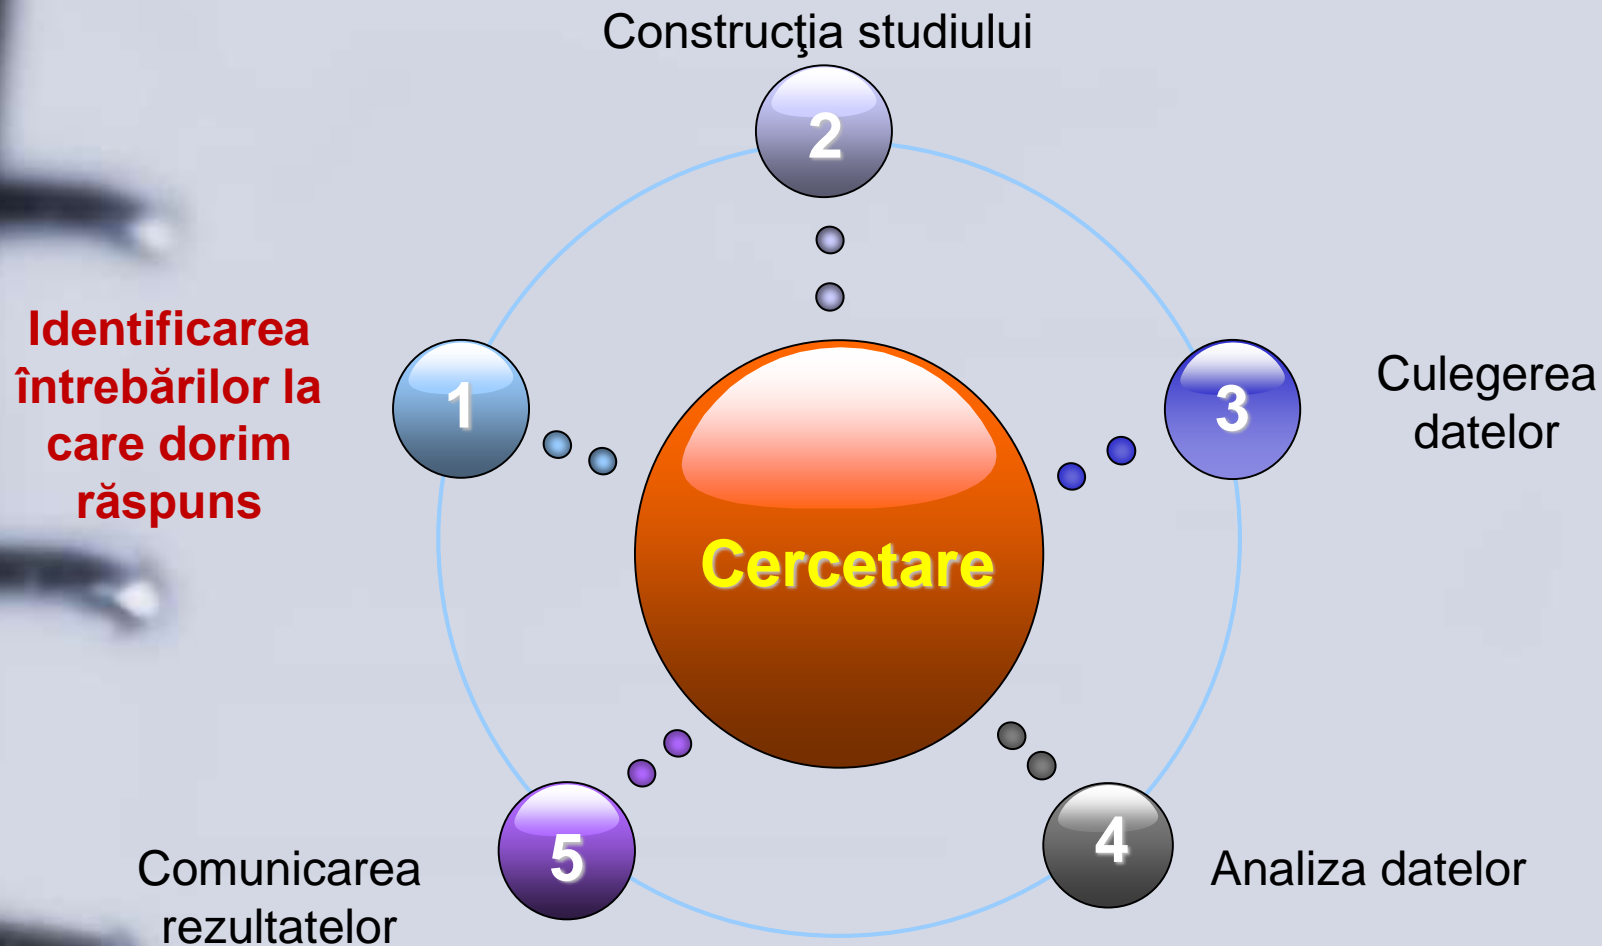 Construcţia studiului
2
Identificarea
întrebărilor la
care dorim
răspuns
1
3
Culegerea
datelor
Cercetare
5
Comunicarea
rezultatelor
4
Analiza datelor